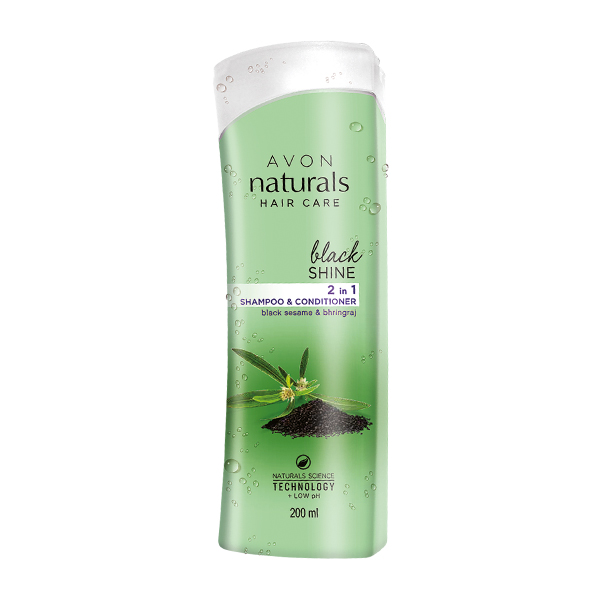 AVON
naturals
HAIR CARE
black
SHINE
2 in 1
SHAMPOO & CONDITIONER
black sesame & bhringraj
NATURALS SCIENCE
TECHNOLOGY
+ LOW pH
200 ml